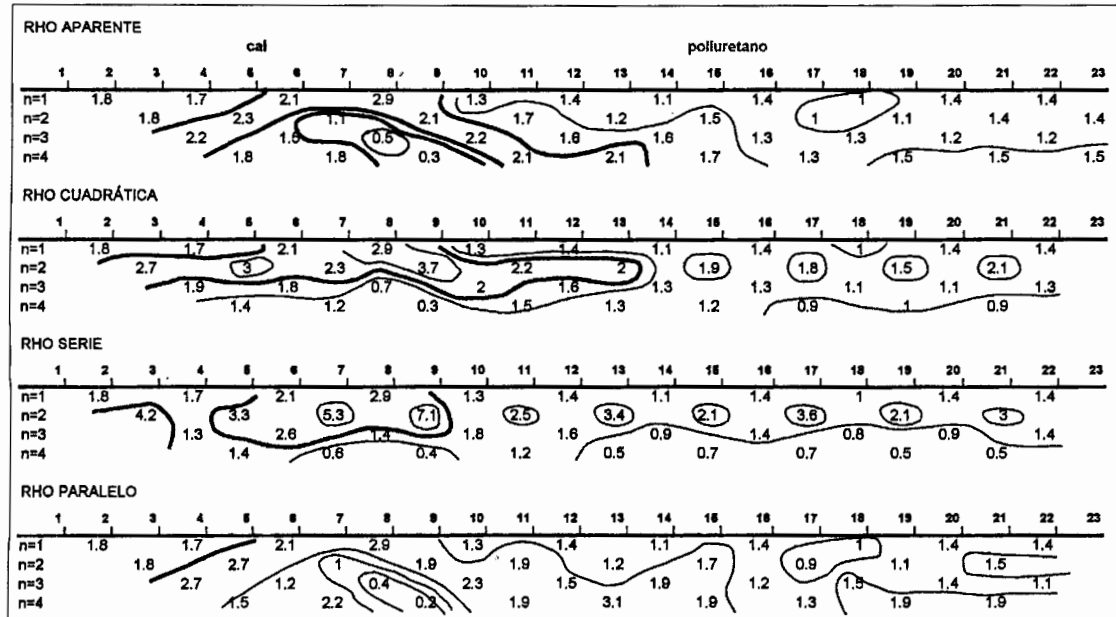 RHO APARENTE
cal poliuretano
1 2 3 4 5 6 7 8 9 10 11 12 13 14 15 16 17 18 19 20 21 22 23
n=1 1.8 1.7 2.1 2.9 1.3 1.4 1.1 1.4 1 1.4 1.4
n=2 1.8 2.3 1.1 2.1 1.7 1.2 1.5 1 1.1 1.4 1.4
n=3 2.2 1.6 0.5 2.2 1.6 1.6 1.3 1.3 1.2 1.2
n=4 1.8 1.8 0.3 2.1 2.1 1.7 1.3 1.5 1.5 1.5
RHO CUADRÁTICA
1 2 3 4 5 6 7 8 9 10 11 12 13 14 15 16 17 18 19 20 21 22 23
n=1 1.8 1.7 2.1 2.9 1.3 1.4 1.1 1.4 1 1.4 1.4
n=2 2.7 3 2.3 3.7 2.2 2 1.9 1.8 1.5 2.1
n=3 1.9 1.8 0.7 2 1.6 1.3 1.3 1.1 1.1 1.3
n=4 1.4 1.2 0.3 1.5 1.3 1.2 0.9 1 0.9
RHO SERIE
1 2 3 4 5 6 7 8 9 10 11 12 13 14 15 16 17 18 19 20 21 22 23
n=1 1.8 1.7 2.1 2.9 1.3 1.4 1.1 1.4 1 1.4 1.4
n=2 4.2 3.3 5.3 7.1 2.5 3.4 2.1 3.6 2.1 3
n=3 1.3 2.6 1.4 1.8 1.6 0.9 1.4 0.8 0.9 1.4
n=4 1.4 0.6 0.4 1.2 0.5 0.7 0.7 0.5 0.5
RHO PARALELO
1 2 3 4 5 6 7 8 9 10 11 12 13 14 15 16 17 18 19 20 21 22 23
n=1 1.8 1.7 2.1 2.9 1.3 1.4 1.1 1.4 1 1.4 1.4
n=2 1.8 2.7 1 1.9 1.9 1.2 1.7 0.9 1.1 1.5
n=3 2.7 1.2 0.4 2.3 1.5 1.9 1.2 1.5 1.4 1.1
n=4 1.5 2.2 0.2 1.9 3.1 1.9 1.3 1.9 1.9